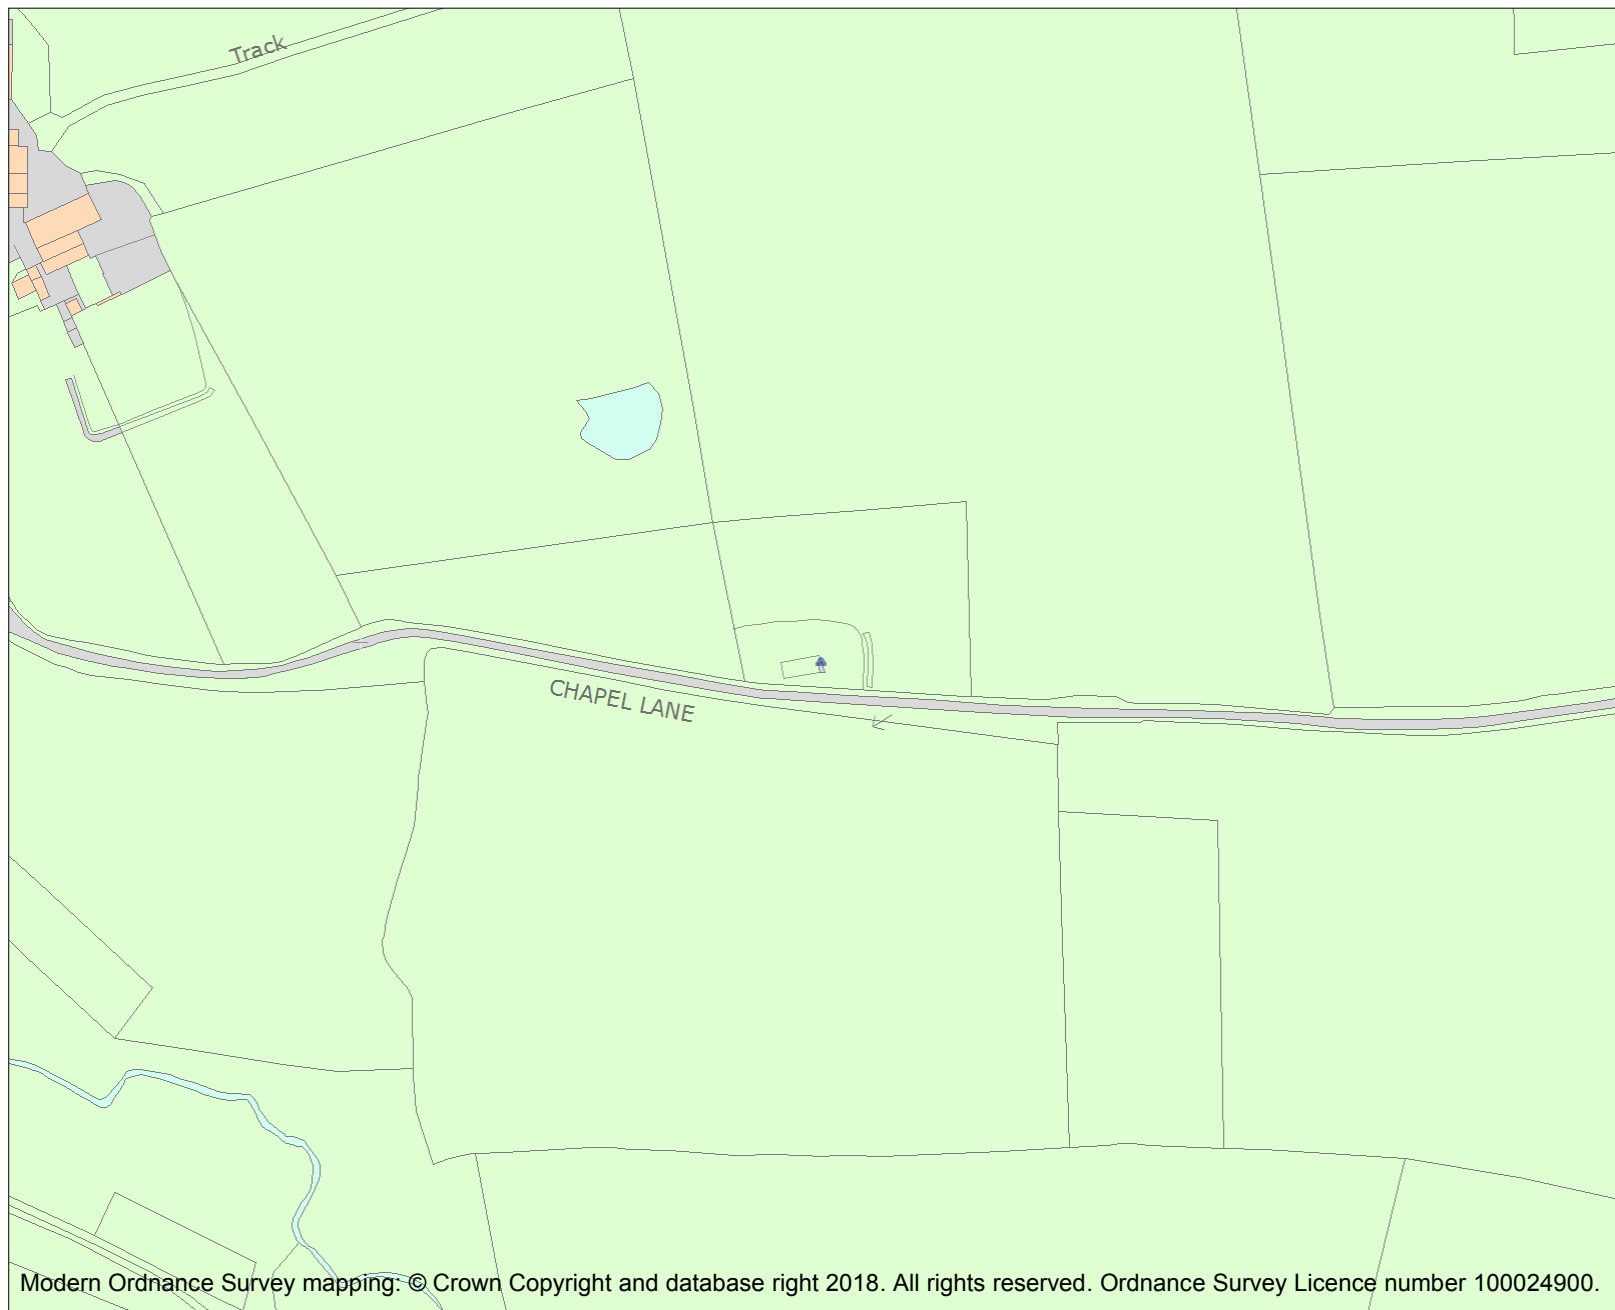 Track
CHAPEL LANE
Modern Ordnance Survey mapping: © Crown Copyright and database right 2018. All rights reserved. Ordnance Survey Licence number 100024900.